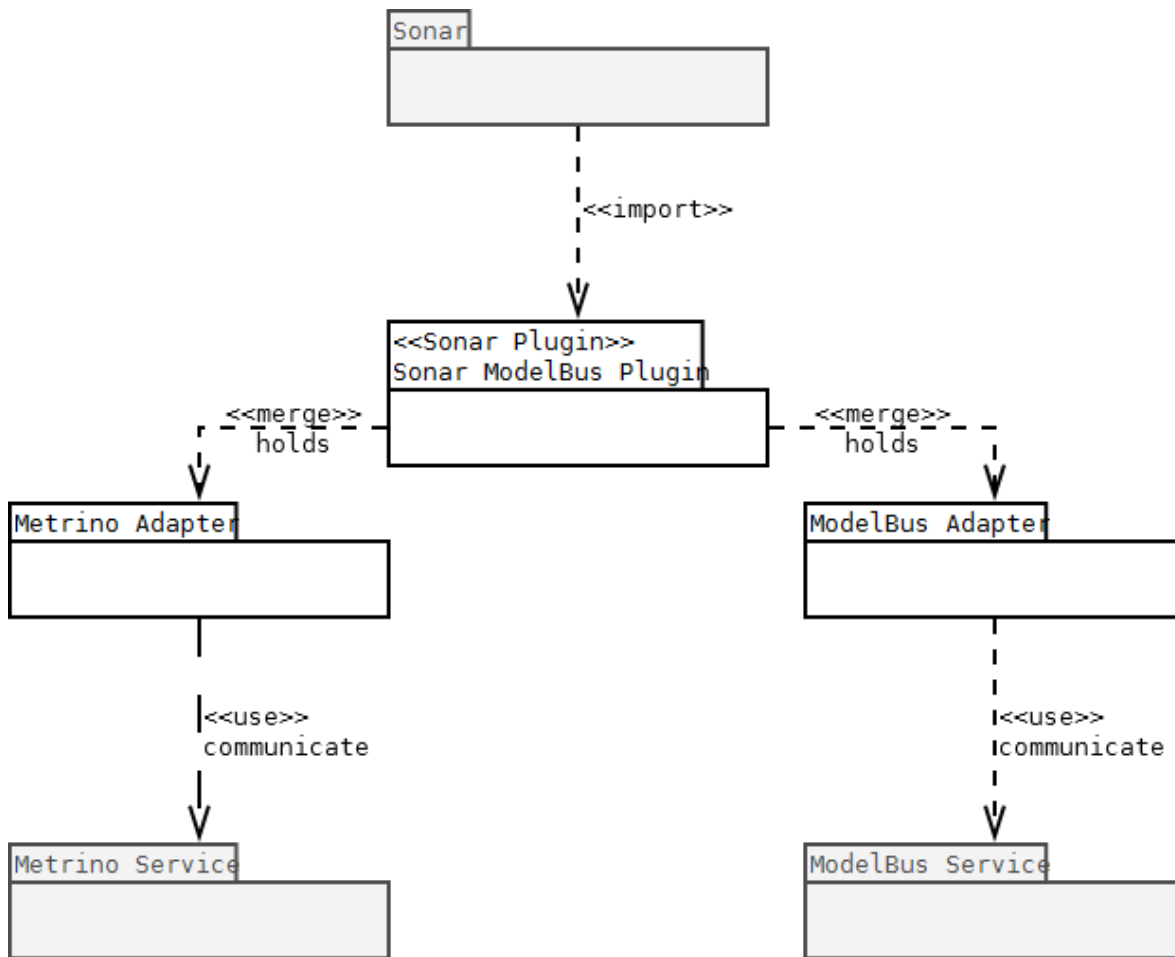 Sonar
<<import>>
<<Sonar Plugin>>
Sonar ModelBus Plugin
<<merge>>
holds
<<merge>>
holds
Metrino Adapter
ModelBus Adapter
<<use>>
communicate
<<use>>
communicate
Metrino Service
ModelBus Service